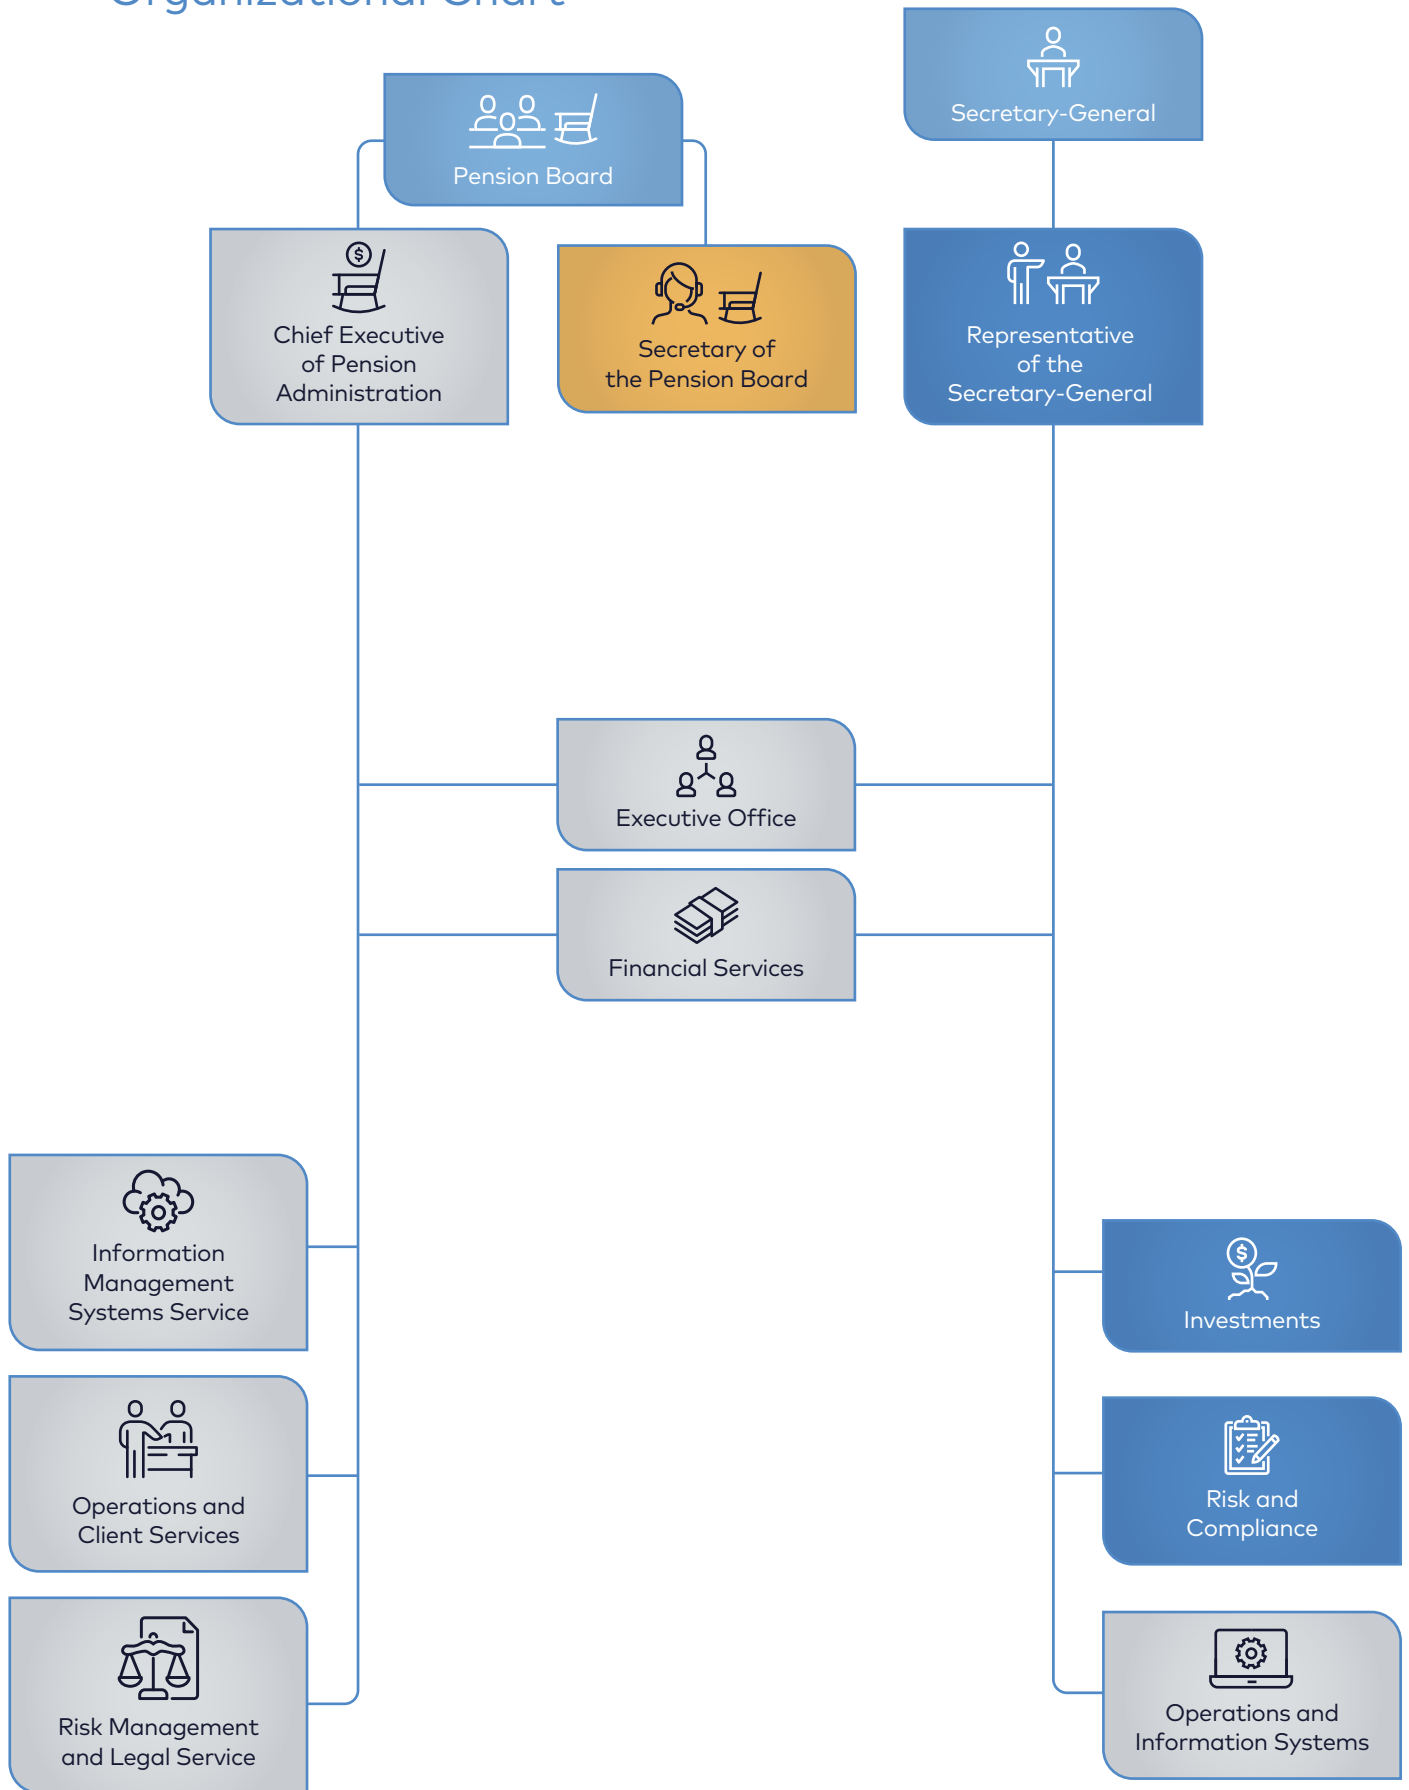 Organizational Chart
Secretary-General
Pension Board
Chief Executive
of Pension
Administration
Secretary of
the Pension Board
Representative
of the
Secretary-General
Executive Office
Financial Services
Information
Management
Systems Service
Operations and
Client Services
Risk Management
and Legal Service
Investments
Risk and
Compliance
Operations and
Information Systems